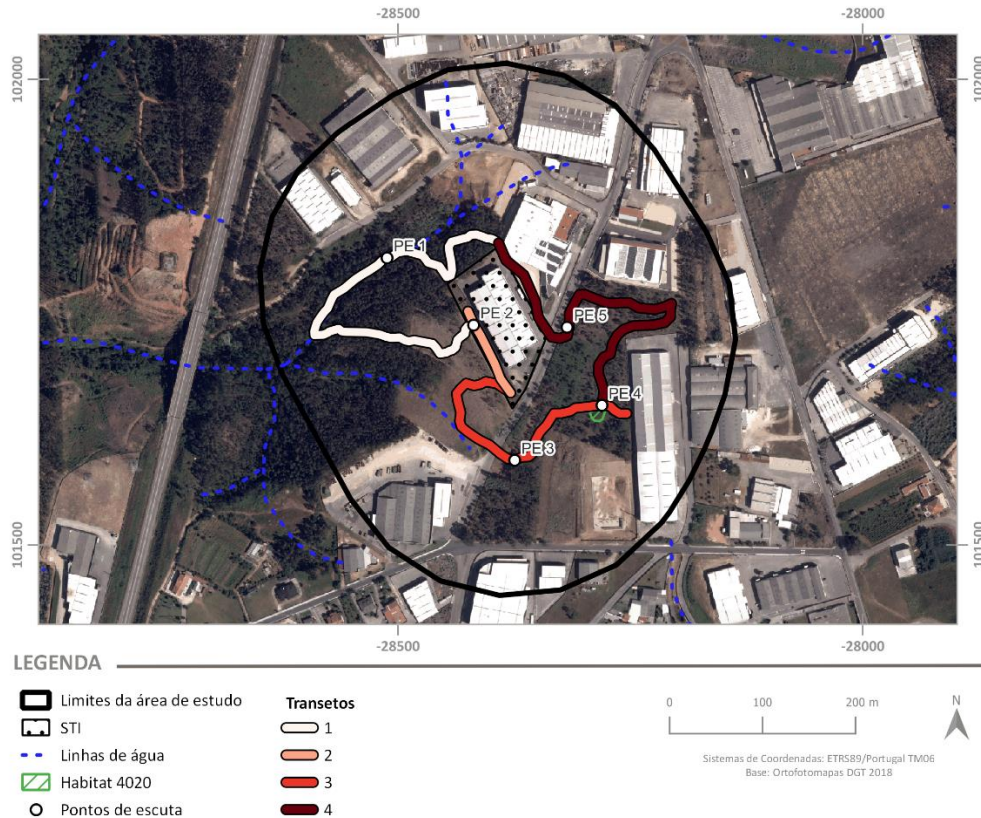 -28500
-28000
102000
102000
PE 1
PE 2
PE 5
PE 4
PE 3
101500
101500
-28500
-28000
LEGENDA
Limites da área de estudo
STI
Linhas de água
Habitat 4020
Pontos de escuta
Transetos
1
2
3
4
0 100 200 m
N
Sistemas de Coordenadas: ETRS89/Portugal TM06
Base: Ortofotomapas DGT 2018